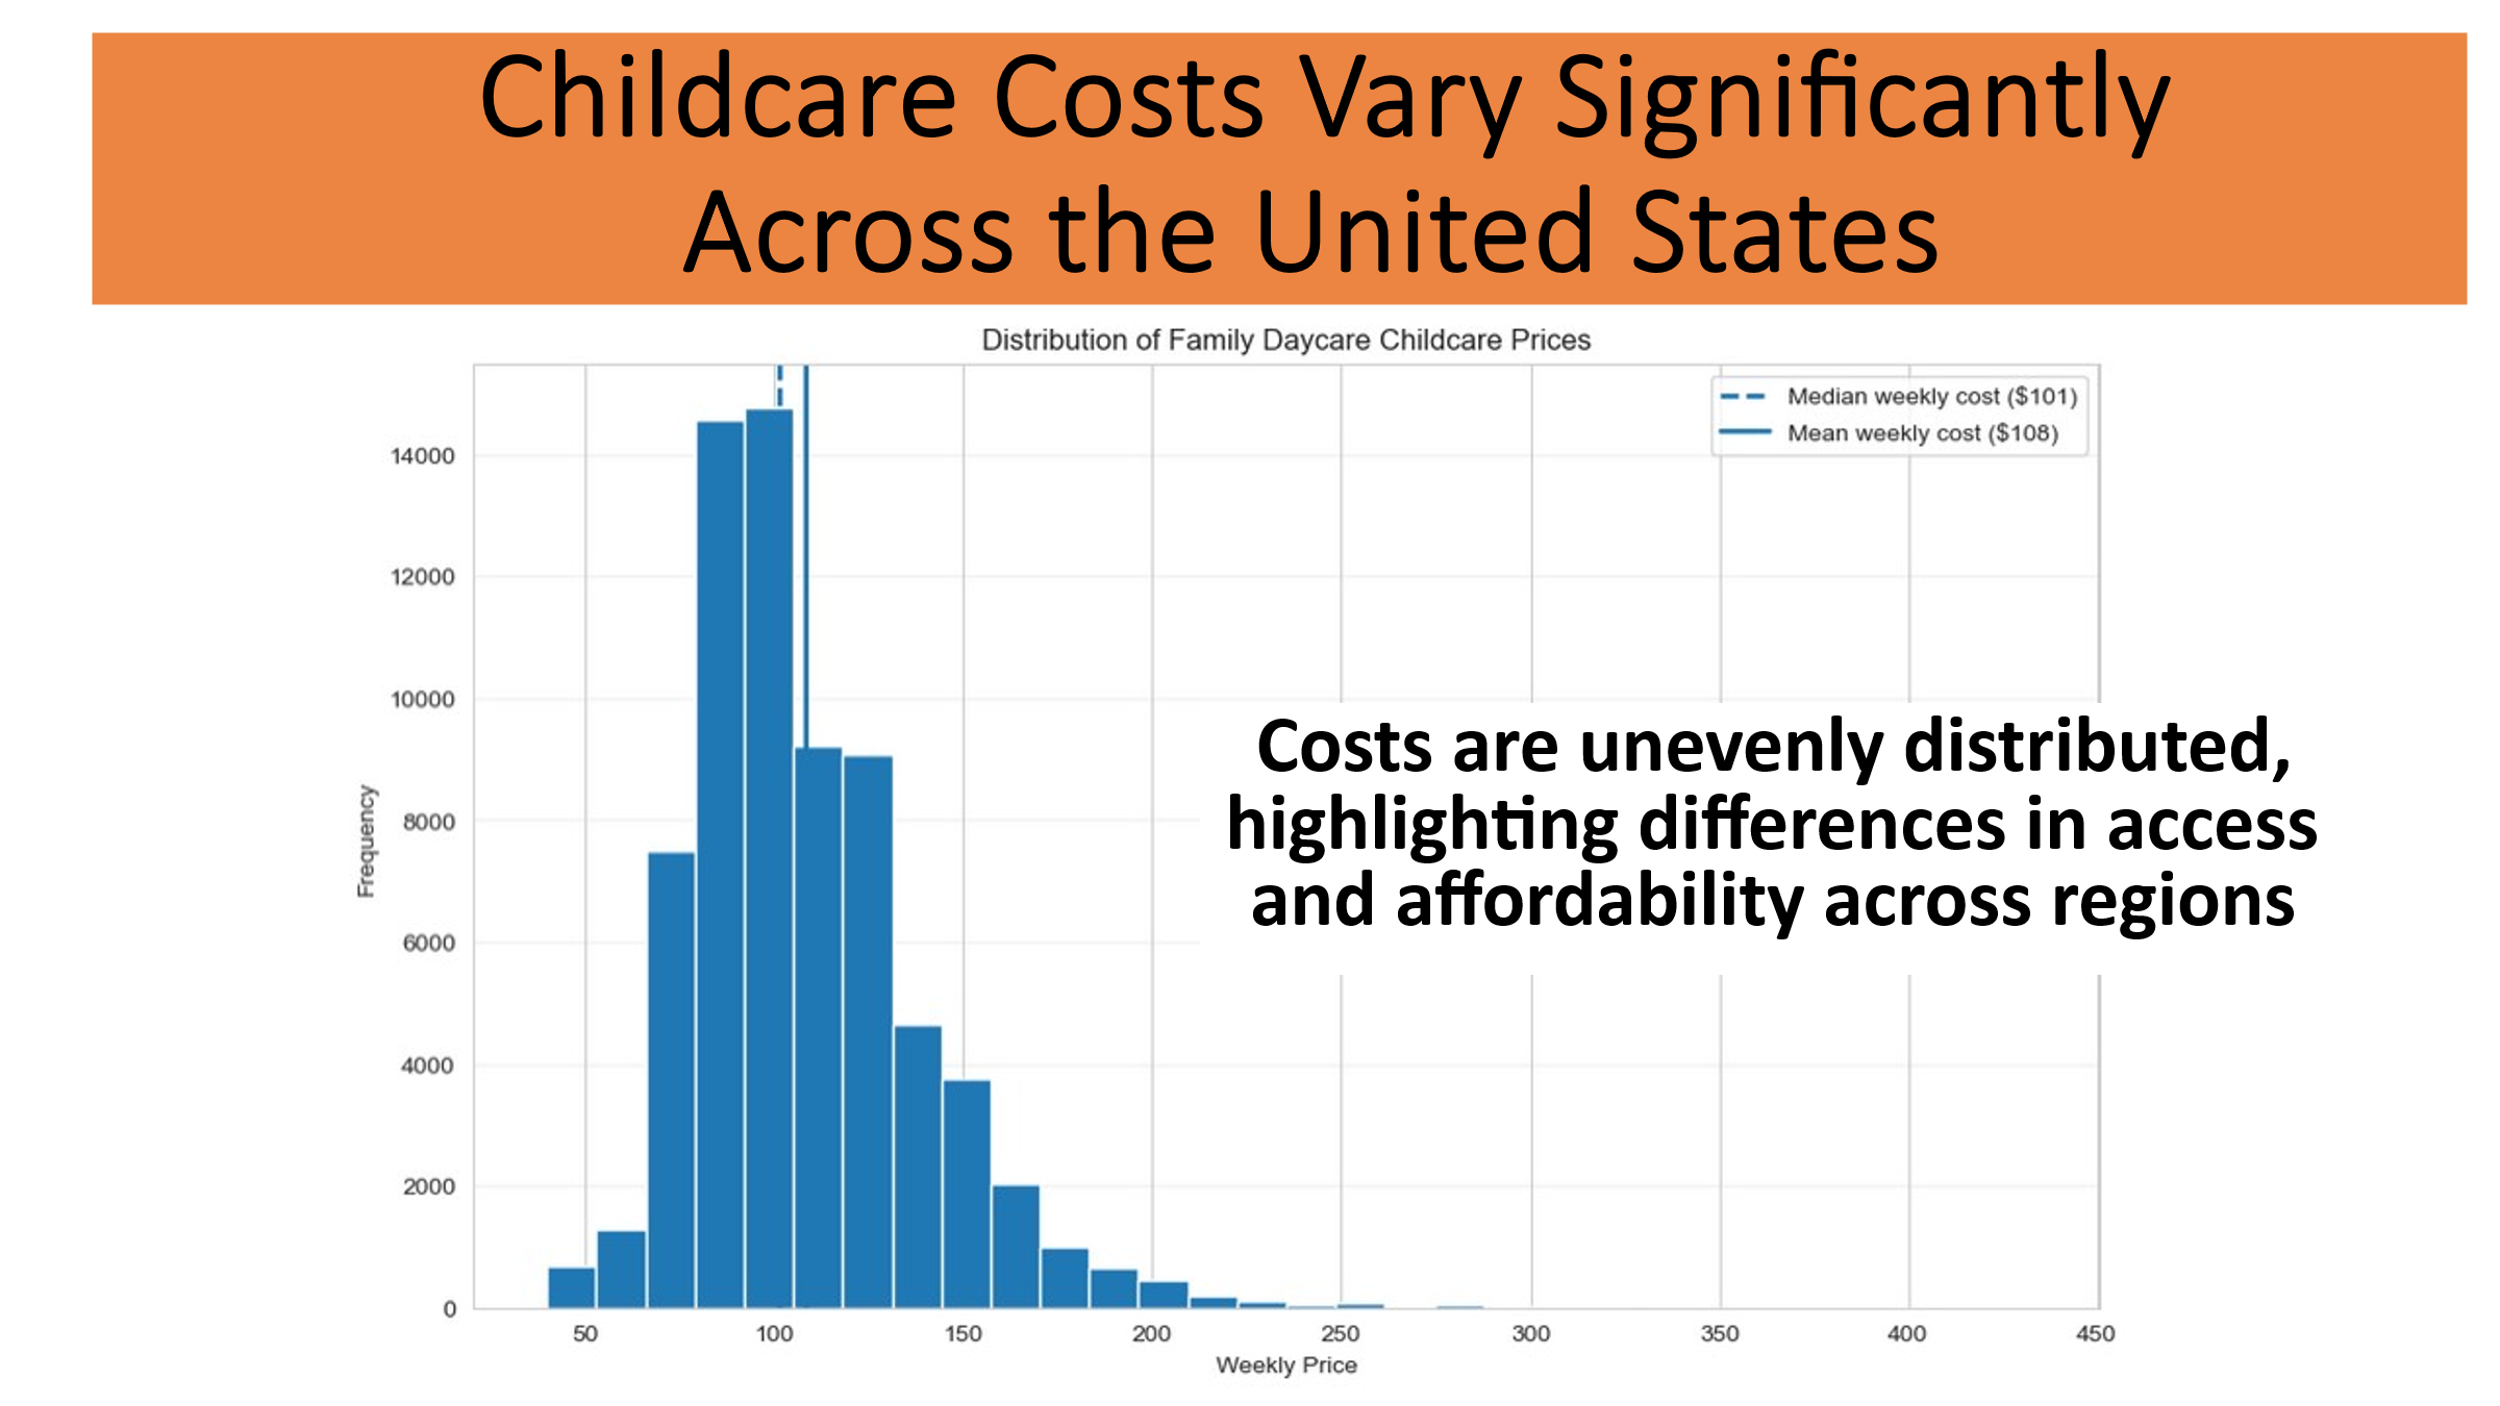 Childcare Costs Vary Significantly
Across the United States
Distribution of Family Daycare Childcare Prices
Median weekly cost ($101)
Mean weekly cost ($108)
14000
12000
10000
8000
6000
4000
2000
0
Frequency
Costs are unevenly distributed,
highlighting differences in access
and affordability across regions
50 100 150 200 250 300 350 400 450
Weekly Price